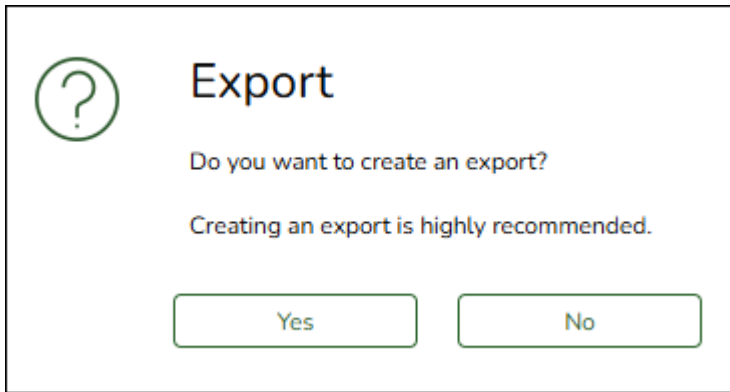 Export
Do you want to create an export?
Creating an export is highly recommended.
Yes
No